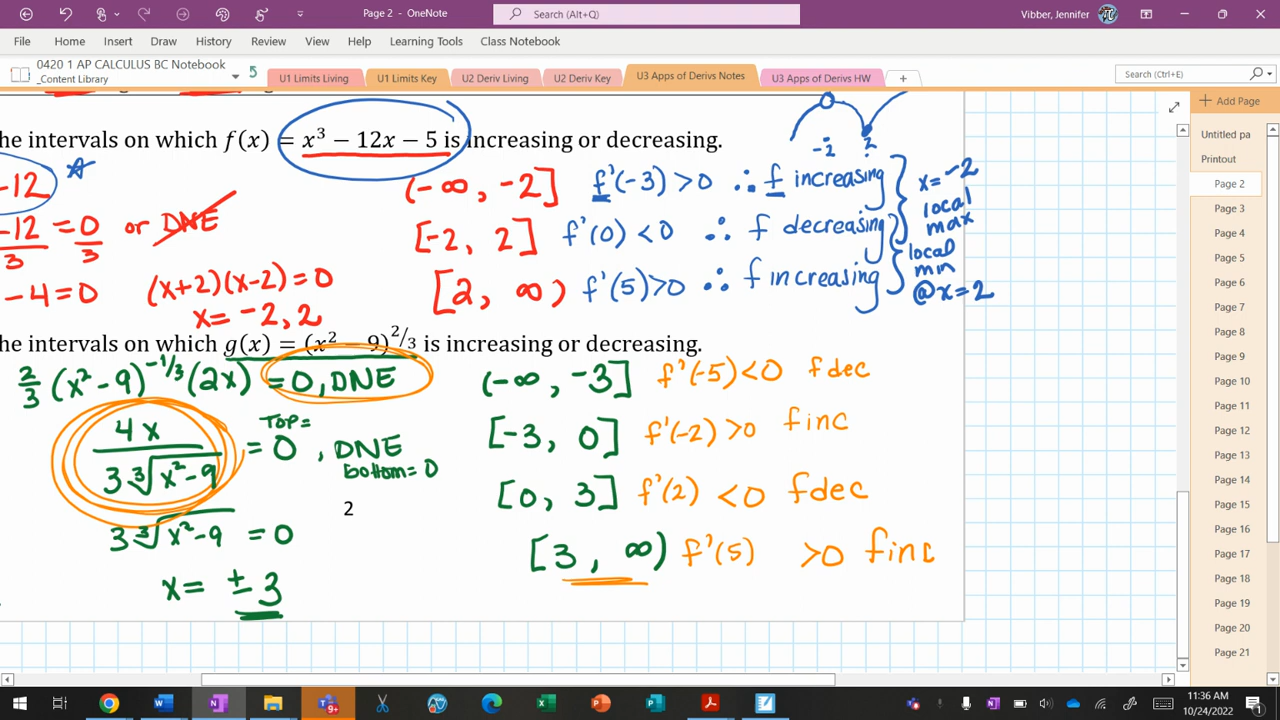 Page 2 - OneNote
Search (Alt+Q)
Vibber, Jennifer
File Home Insert Draw History Review View Help Learning Tools Class Notebook
0420 1 AP CALCULUS BC Notebook
_Content Library
U1 Limits Living
U1 Limits Key
U2 Deriv Living
U2 Deriv Key
U3 Apps of Derivs Notes
U3 Apps of Derivs HW
+
Search (Ctrl+E)
+ Add Page
Untitled pa
Printout
Page 2
Page 3
Page 4
Page 5
Page 6
Page 7
Page 8
Page 9
Page 10
Page 11
Page 12
Page 13
Page 14
Page 15
Page 16
Page 17
Page 18
Page 19
Page 20
Page 21
-2 2
he intervals on which f(x) = x³ − 12x − 5 is increasing or decreasing.
-12
-12 = 0 or DNE
3 3
-4=0
(x+2)(x-2)=0
x= -2, 2
(-∞, -2] f'(-3) >0 ∴ f increasing
[-2, 2] f'(0) <0 ∴ f decreasing
[2, ∞) f'(5)>0 ∴ f increasing
x=-2
local
max
local
min
@x=2
he intervals on which g(x) = (x² − 9)^2/3 is increasing or decreasing.
2/3 (x²-9)^-1/3 (2x) = 0, DNE
4x / 3∛x²-9 = 0, DNE
Top=
bottom=0
3∛x²-9 = 0
x= ±3
2
(-∞, -3] f'(-5)<0 f dec
[-3, 0] f'(-2) >0 f inc
[0, 3] f'(2) <0 f dec
[3, ∞) f'(5) >0 f inc
9+
11:36 AM
10/24/2022